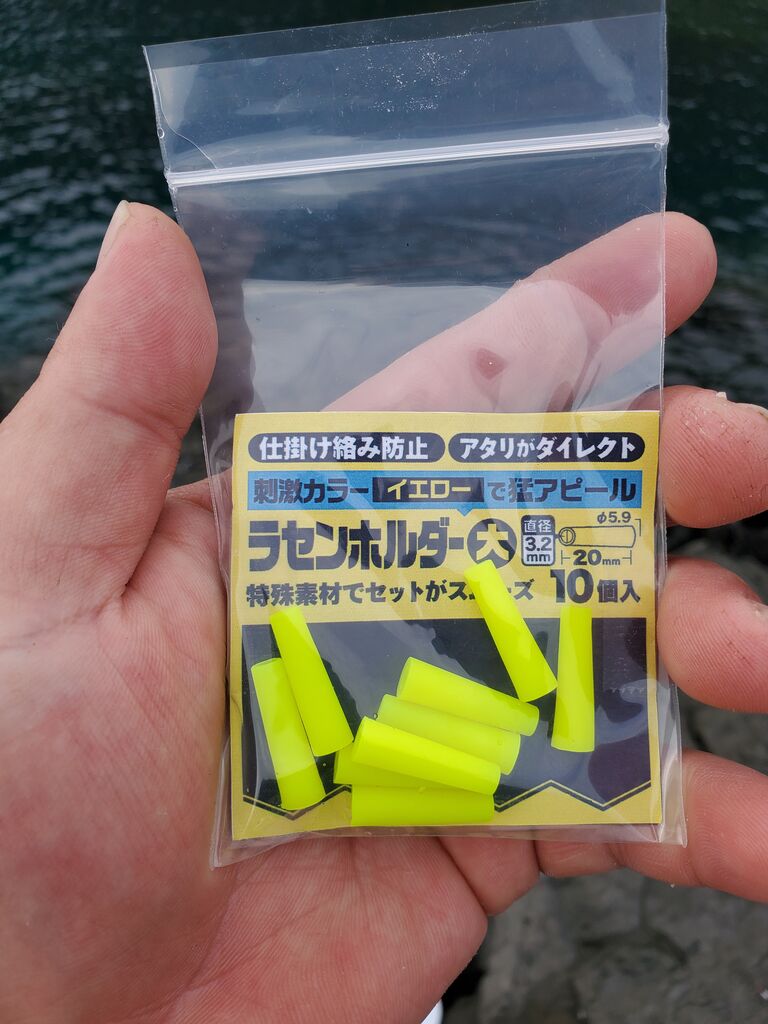 仕掛け絡み防止 アタリがダイレクト
刺激カラー イエロー で猛アピール
ラセンホルダー大 直径 3.2 mm φ5.9 20mm
特殊素材でセットがスムーズ 10個入